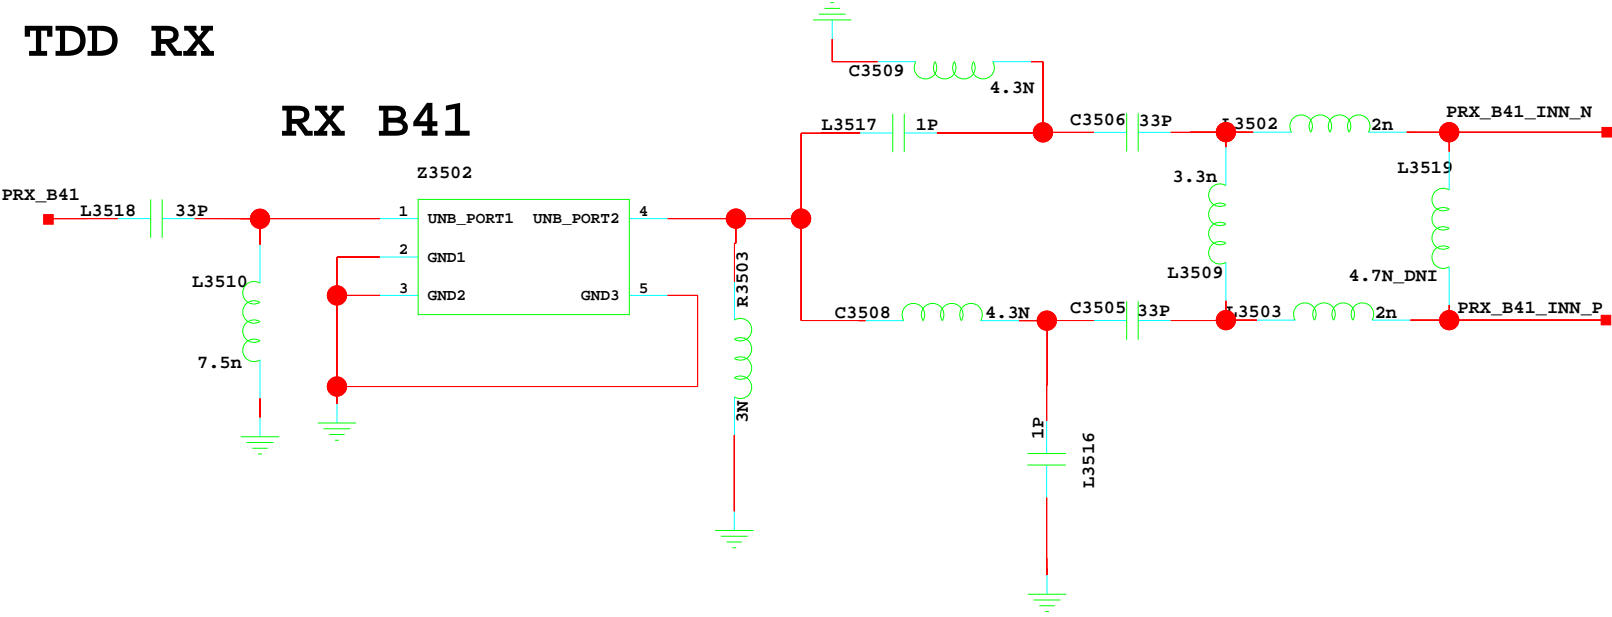 TDD RX
RX B41
C3509
4.3N
L3517
1P
C3506
33P
L3502
2n
PRX_B41_INN_N
Z3502
PRX_B41
L3518
33P
1
UNB_PORT1
UNB_PORT2
4
2
GND1
3
GND2
GND3
5
L3510
7.5n
R3503
3N
3.3n
L3509
L3519
4.7N_DNI
C3508
4.3N
C3505
33P
L3503
2n
PRX_B41_INN_P
1P
L3516